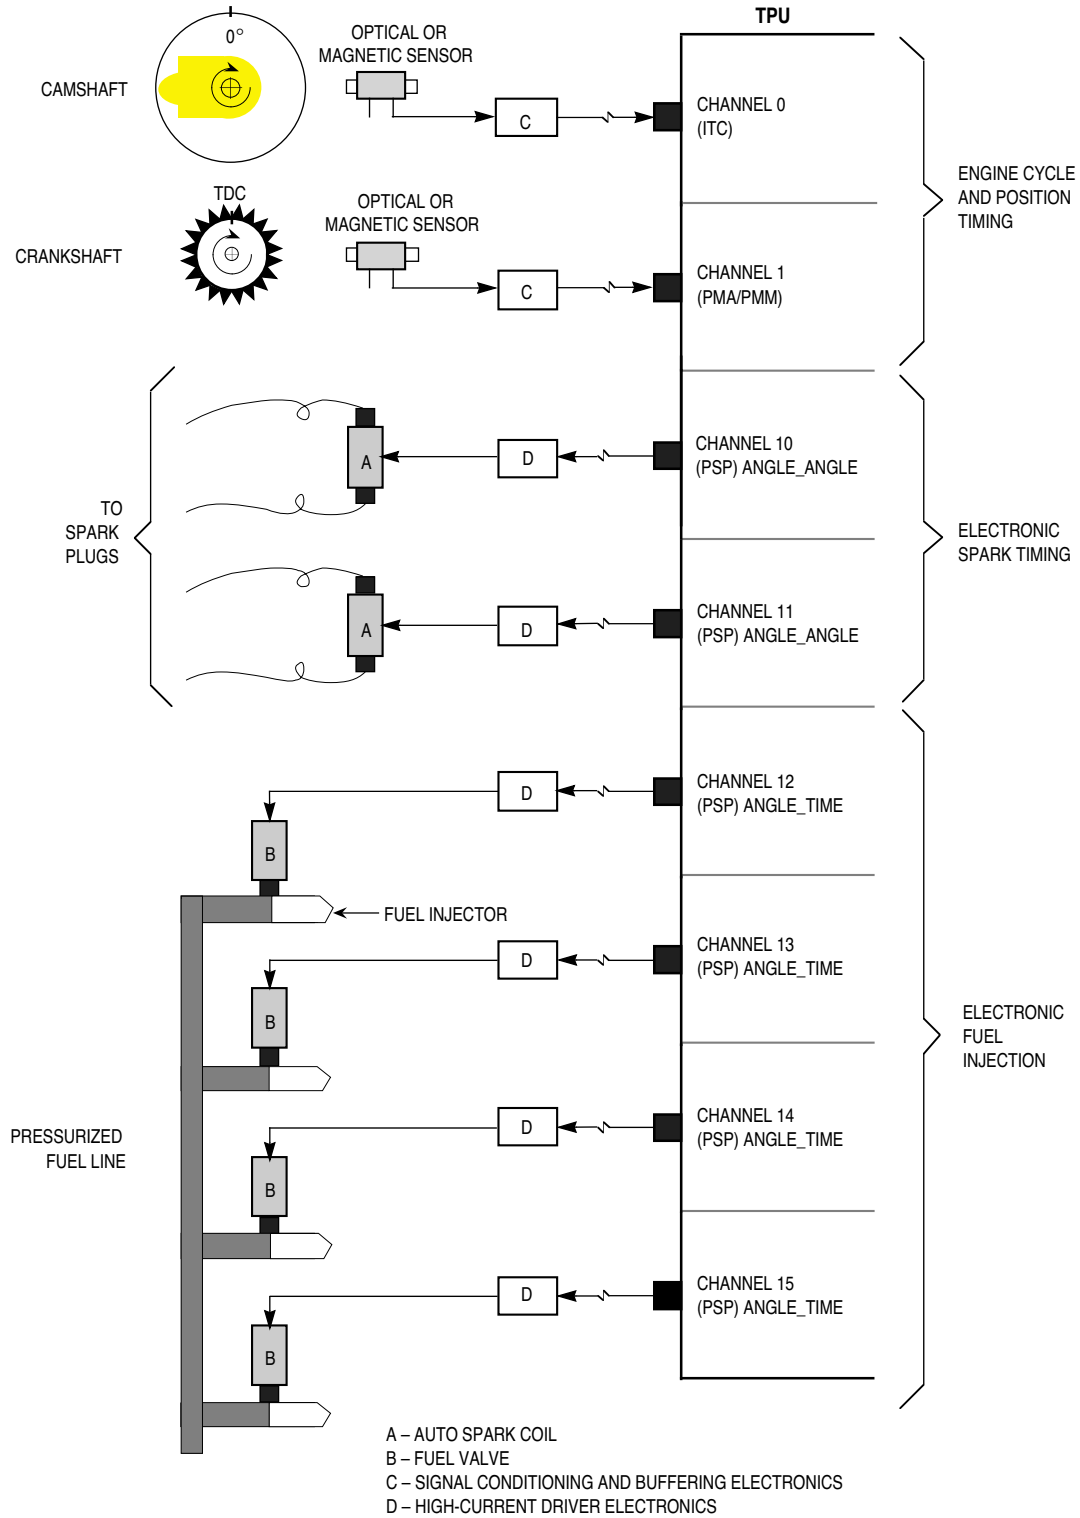 TPU
0°
CAMSHAFT
OPTICAL OR
MAGNETIC SENSOR
C
CHANNEL 0
(ITC)
ENGINE CYCLE
AND POSITION
TIMING
TDC
CRANKSHAFT
OPTICAL OR
MAGNETIC SENSOR
C
CHANNEL 1
(PMA/PMM)
TO
SPARK
PLUGS
A
D
CHANNEL 10
(PSP) ANGLE_ANGLE
ELECTRONIC
SPARK TIMING
A
D
CHANNEL 11
(PSP) ANGLE_ANGLE
B
D
CHANNEL 12
(PSP) ANGLE_TIME
FUEL INJECTOR
B
D
CHANNEL 13
(PSP) ANGLE_TIME
ELECTRONIC
FUEL
INJECTION
PRESSURIZED
FUEL LINE
B
D
CHANNEL 14
(PSP) ANGLE_TIME
B
D
CHANNEL 15
(PSP) ANGLE_TIME
A – AUTO SPARK COIL
B – FUEL VALVE
C – SIGNAL CONDITIONING AND BUFFERING ELECTRONICS
D – HIGH-CURRENT DRIVER ELECTRONICS